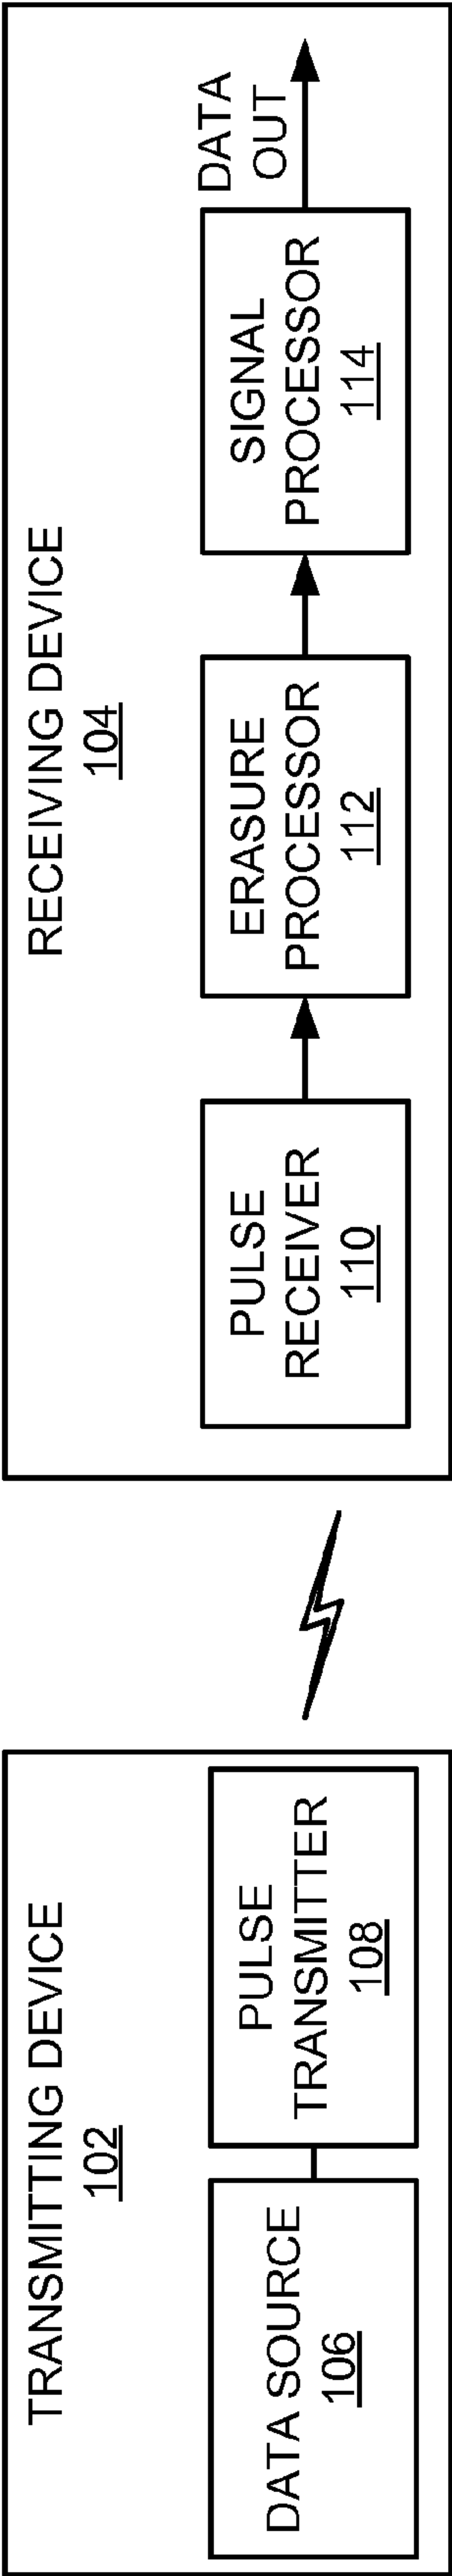 TRANSMITTING DEVICE
102
DATA SOURCE
106
PULSE
TRANSMITTER
108
RECEIVING DEVICE
104
PULSE
RECEIVER
110
ERASURE
PROCESSOR
112
SIGNAL
PROCESSOR
114
DATA
OUT